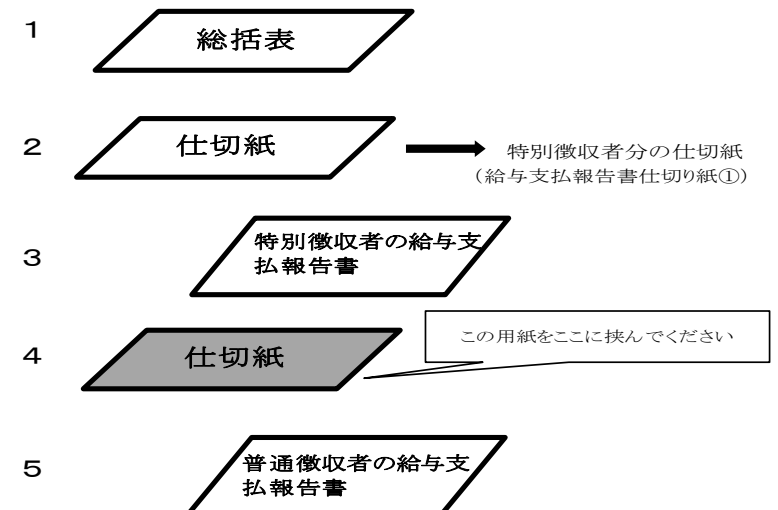 1
総括表
2
仕切紙
特別徴収者分の仕切紙
(給与支払報告書仕切り紙①)
3
特別徴収者の給与支
払報告書
4
仕切紙
この用紙をここに挟んでください
5
普通徴収者の給与支
払報告書